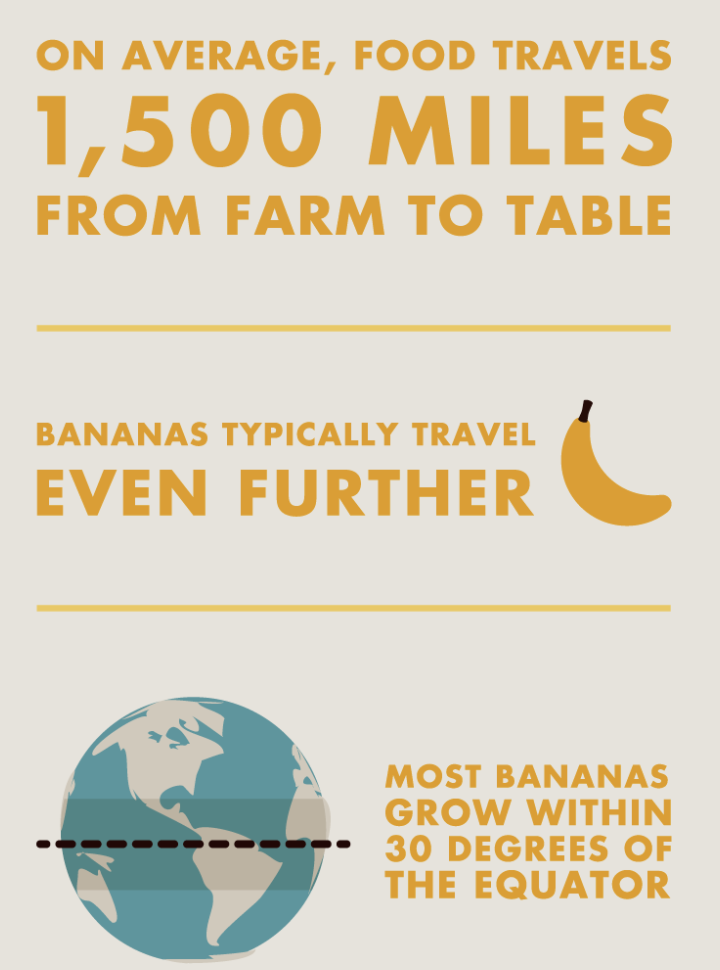 ON AVERAGE, FOOD TRAVELS
1,500 MILES
FROM FARM TO TABLE
BANANAS TYPICALLY TRAVEL
EVEN FURTHER
MOST BANANAS
GROW WITHIN
30 DEGREES OF
THE EQUATOR